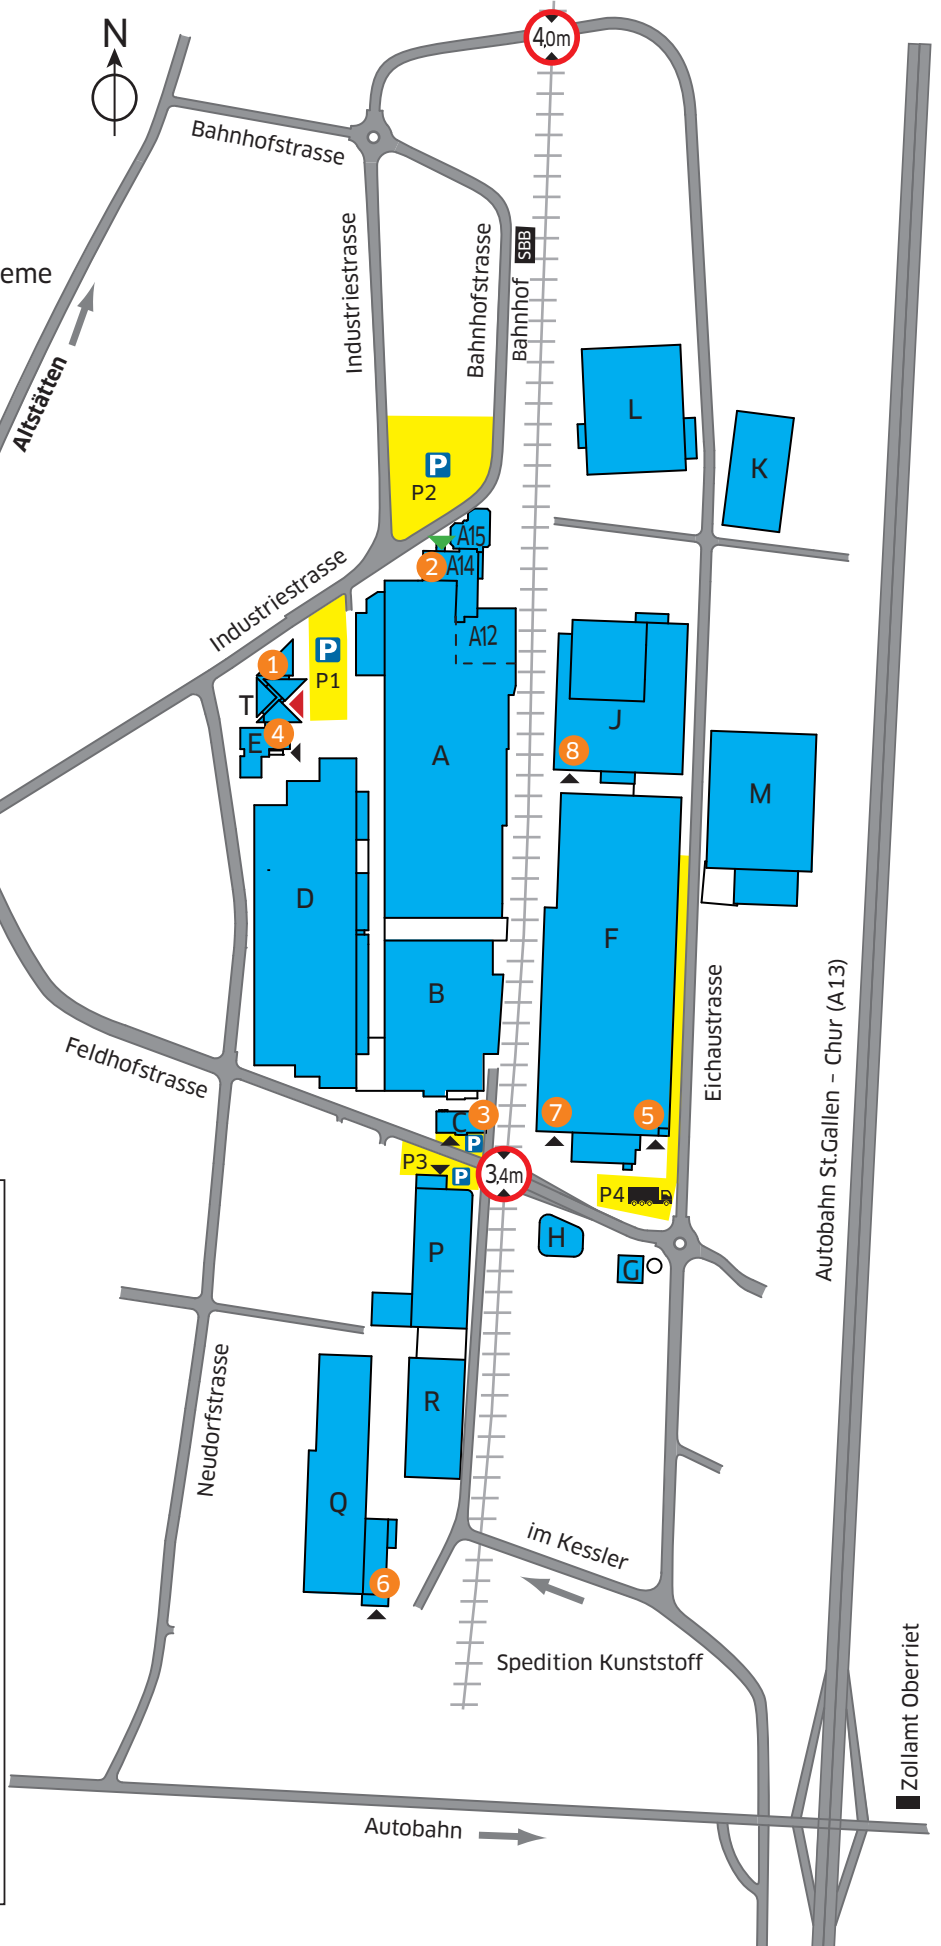 N
4,0m
Bahnhofstrasse
Industriestrasse
Bahnhofstrasse
SBB
Bahnhof
eme
Altstätten
L
K
P
P2
A15
2
A14
Industriestrasse
A12
P
P1
1
T
4
E
J
8
A
M
D
F
B
Eichaustrasse
Autobahn St.Gallen - Chur (A13)
Feldhofstrasse
C
3
7
5
P
P3
P
3,4m
P4
H
G
P
R
Neudorfstrasse
Q
im Kessler
6
Spedition Kunststoff
Zollamt Oberriet
Autobahn